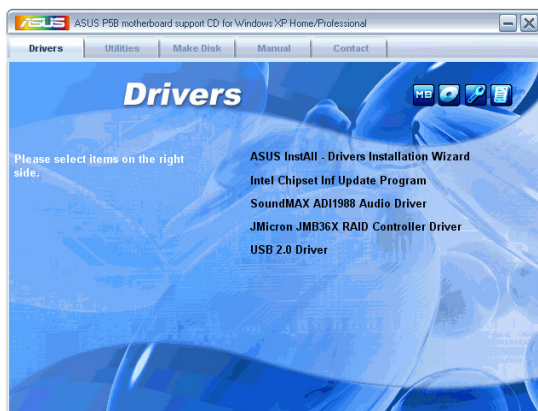 ASUS ASUS P5B motherboard support CD for Windows XP Home/Professional
Drivers Utilities Make Disk Manual Contact
Drivers
MB
Please select items on the right
side.
ASUS InstAll - Drivers Installation Wizard
Intel Chipset Inf Update Program
SoundMAX ADI1988 Audio Driver
JMicron JMB36X RAID Controller Driver
USB 2.0 Driver